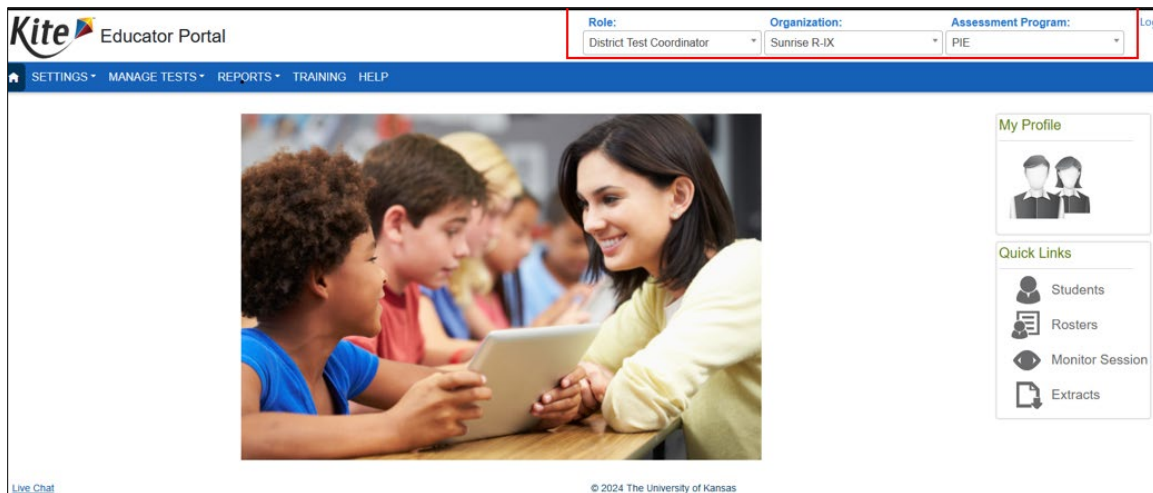 Kite Educator Portal
Role: Organization: Assessment Program:
District Test Coordinator Sunrise R-IX PIE
SETTINGS MANAGE TESTS REPORTS TRAINING HELP
My Profile
Quick Links
Students
Rosters
Monitor Session
Extracts
Live Chat © 2024 The University of Kansas